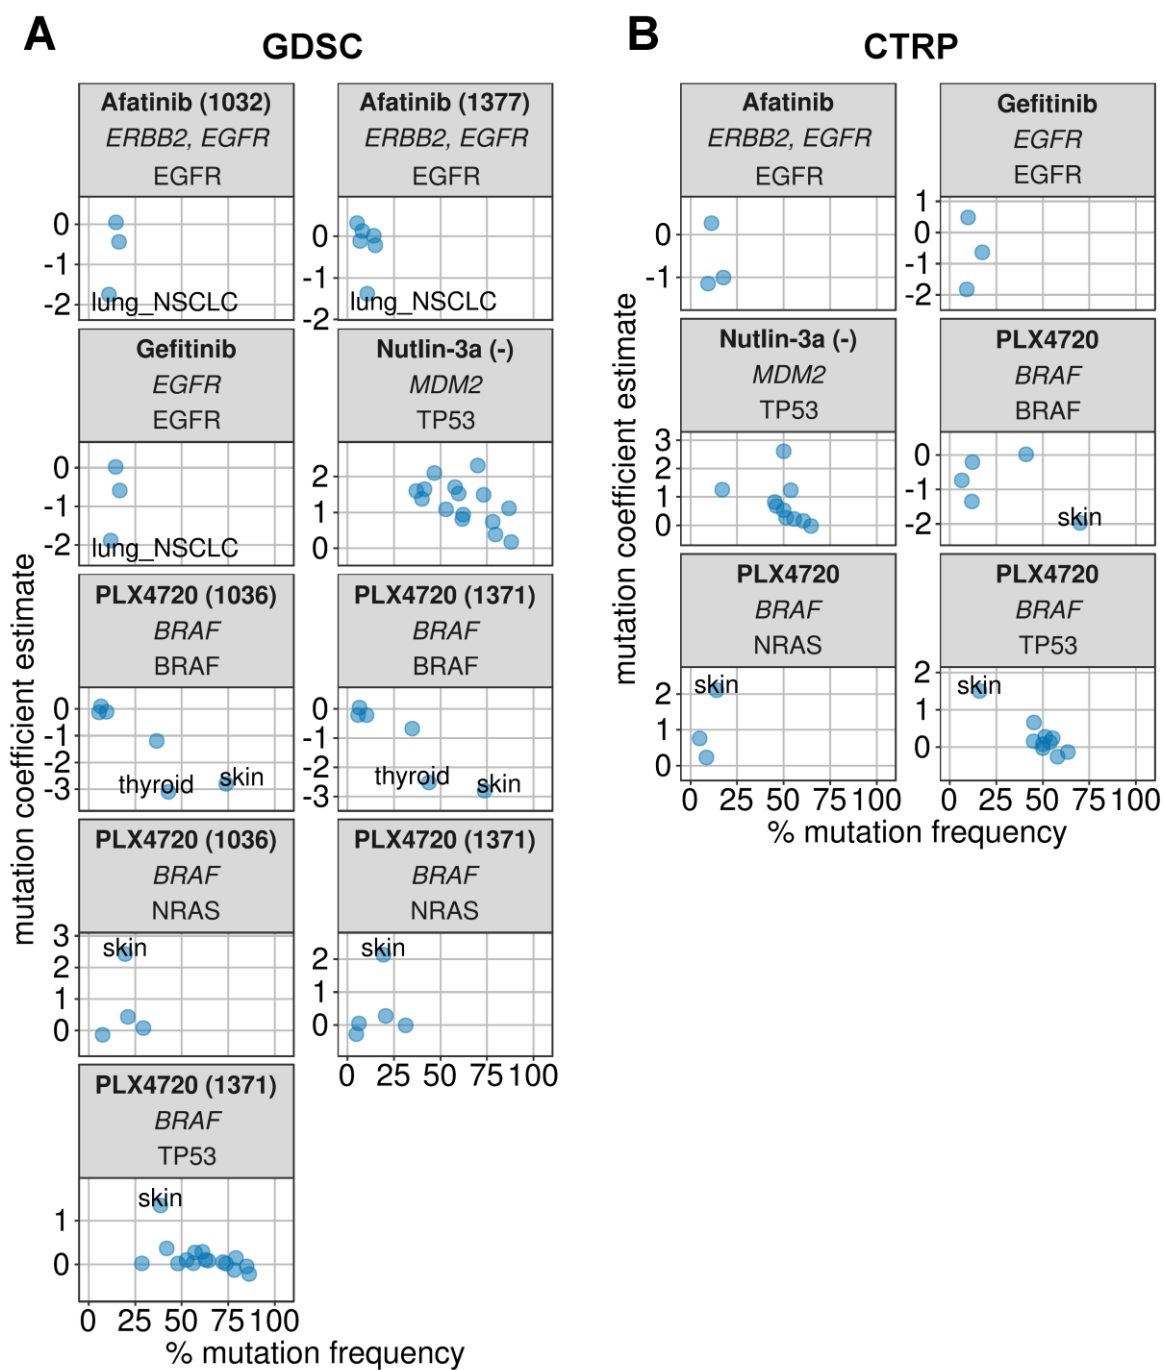 A
GDSC
Afatinib (1032)
ERBB2, EGFR
EGFR
0
-1
-2
lung_NSCLC
Afatinib (1377)
ERBB2, EGFR
EGFR
0
-1
-2
lung_NSCLC
Gefitinib
EGFR
EGFR
0
-1
-2
lung_NSCLC
Nutlin-3a (-)
MDM2
TP53
2
1
0
PLX4720 (1036)
BRAF
BRAF
0
-1
-2
-3
thyroid
skin
PLX4720 (1371)
BRAF
BRAF
0
-1
-2
-3
thyroid
skin
PLX4720 (1036)
BRAF
NRAS
3
2
1
0
skin
PLX4720 (1371)
BRAF
NRAS
2
1
0
skin
0 25 50 75 100
PLX4720 (1371)
BRAF
TP53
1
0
skin
0 25 50 75 100
% mutation frequency
mutation coefficient estimate
B
CTRP
Afatinib
ERBB2, EGFR
EGFR
0
-1
Gefitinib
EGFR
EGFR
1
0
-1
-2
Nutlin-3a (-)
MDM2
TP53
3
2
1
0
PLX4720
BRAF
BRAF
0
-1
-2
skin
PLX4720
BRAF
NRAS
2
1
0
skin
PLX4720
BRAF
TP53
2
1
0
skin
0 25 50 75 100
0 25 50 75 100
% mutation frequency
mutation coefficient estimate